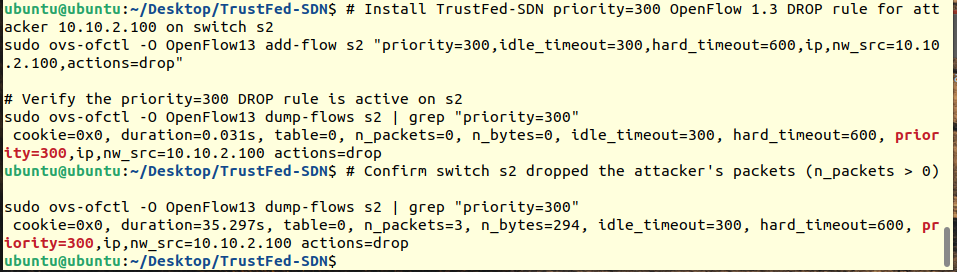 ubuntu@ubuntu:~/Desktop/TrustFed-SDN$ # Install TrustFed-SDN priority=300 OpenFlow 1.3 DROP rule for att
acker 10.10.2.100 on switch s2
sudo ovs-ofctl -O OpenFlow13 add-flow s2 "priority=300,idle_timeout=300,hard_timeout=600,ip,nw_src=10.10
.2.100,actions=drop"
# Verify the priority=300 DROP rule is active on s2
sudo ovs-ofctl -O OpenFlow13 dump-flows s2 | grep "priority=300"
 cookie=0x0, duration=0.031s, table=0, n_packets=0, n_bytes=0, idle_timeout=300, hard_timeout=600, prior
ity=300,ip,nw_src=10.10.2.100 actions=drop
ubuntu@ubuntu:~/Desktop/TrustFed-SDN$ # Confirm switch s2 dropped the attacker's packets (n_packets > 0)
sudo ovs-ofctl -O OpenFlow13 dump-flows s2 | grep "priority=300"
 cookie=0x0, duration=35.297s, table=0, n_packets=3, n_bytes=294, idle_timeout=300, hard_timeout=600, pr
iority=300,ip,nw_src=10.10.2.100 actions=drop
ubuntu@ubuntu:~/Desktop/TrustFed-SDN$